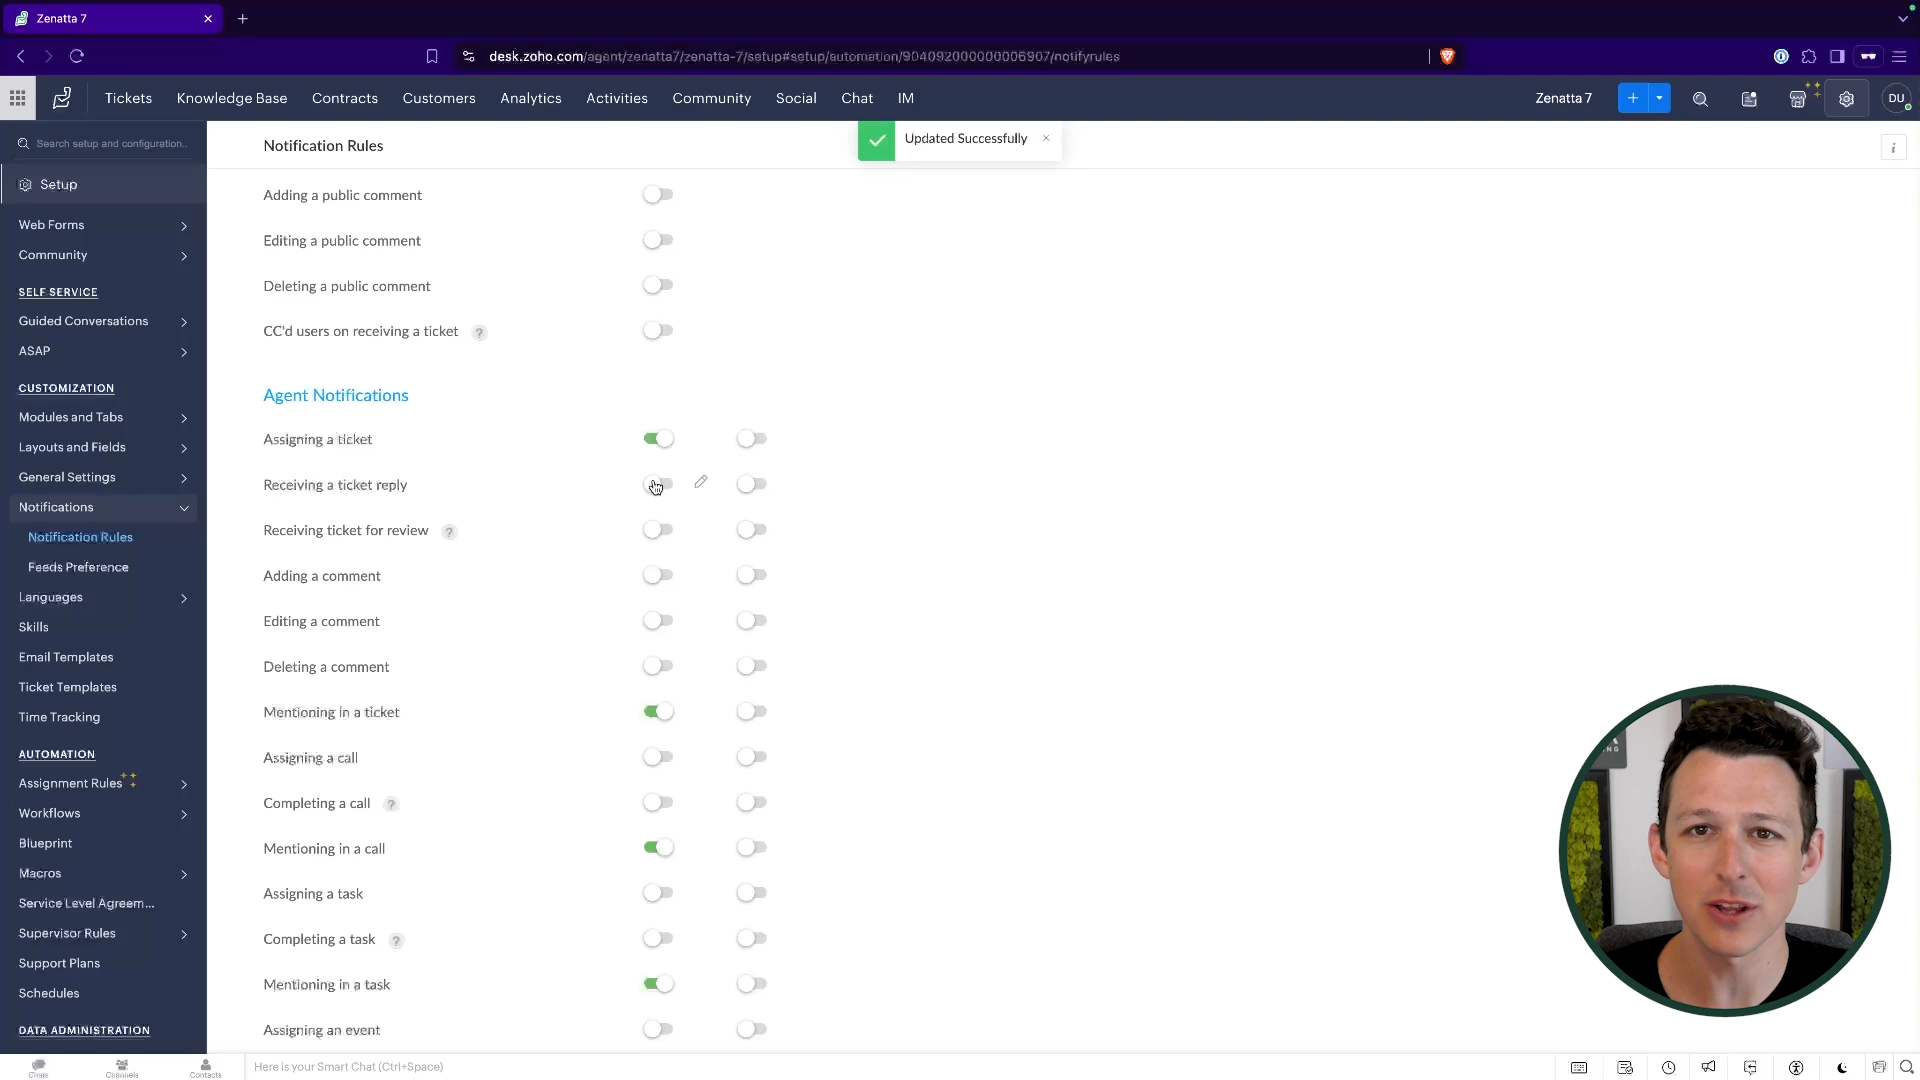 Zenatta 7
desk.zoho.com/agent/zenatta7/zenatta-7/setup#setup/automation/904092000000006907/notifyrules
Tickets
Knowledge Base
Contracts
Customers
Analytics
Activities
Community
Social
Chat
IM
Zenatta 7
DU
Search setup and configuration..
Setup
Web Forms
Community
SELF SERVICE
Guided Conversations
ASAP
CUSTOMIZATION
Modules and Tabs
Layouts and Fields
General Settings
Notifications
Notification Rules
Feeds Preference
Languages
Skills
Email Templates
Ticket Templates
Time Tracking
AUTOMATION
Assignment Rules
Workflows
Blueprint
Macros
Service Level Agreem...
Supervisor Rules
Support Plans
Schedules
DATA ADMINISTRATION
Notification Rules
Updated Successfully
Adding a public comment
Editing a public comment
Deleting a public comment
CC'd users on receiving a ticket ?
Agent Notifications
Assigning a ticket
Receiving a ticket reply
Receiving ticket for review ?
Adding a comment
Editing a comment
Deleting a comment
Mentioning in a ticket
Assigning a call
Completing a call ?
Mentioning in a call
Assigning a task
Completing a task ?
Mentioning in a task
Assigning an event
Chats
Channels
Contacts
Here is your Smart Chat (Ctrl+Space)